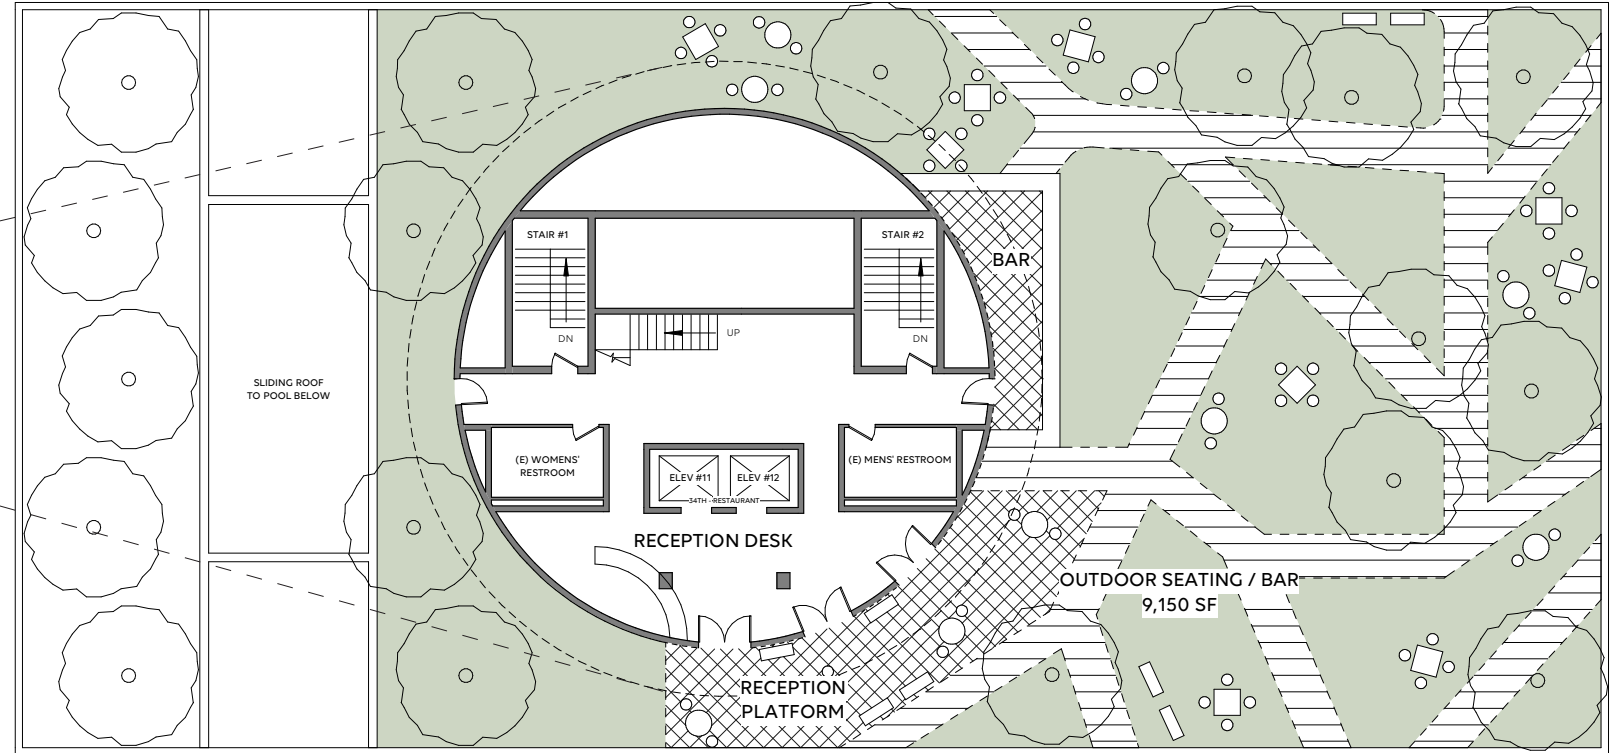 STAIR #1
STAIR #2
BAR
UP
DN
DN
SLIDING ROOF
TO POOL BELOW
(E) WOMENS'
RESTROOM
ELEV #11
ELEV #12
34TH - RESTAURANT
(E) MENS' RESTROOM
RECEPTION DESK
OUTDOOR SEATING / BAR
9,150 SF
RECEPTION
PLATFORM